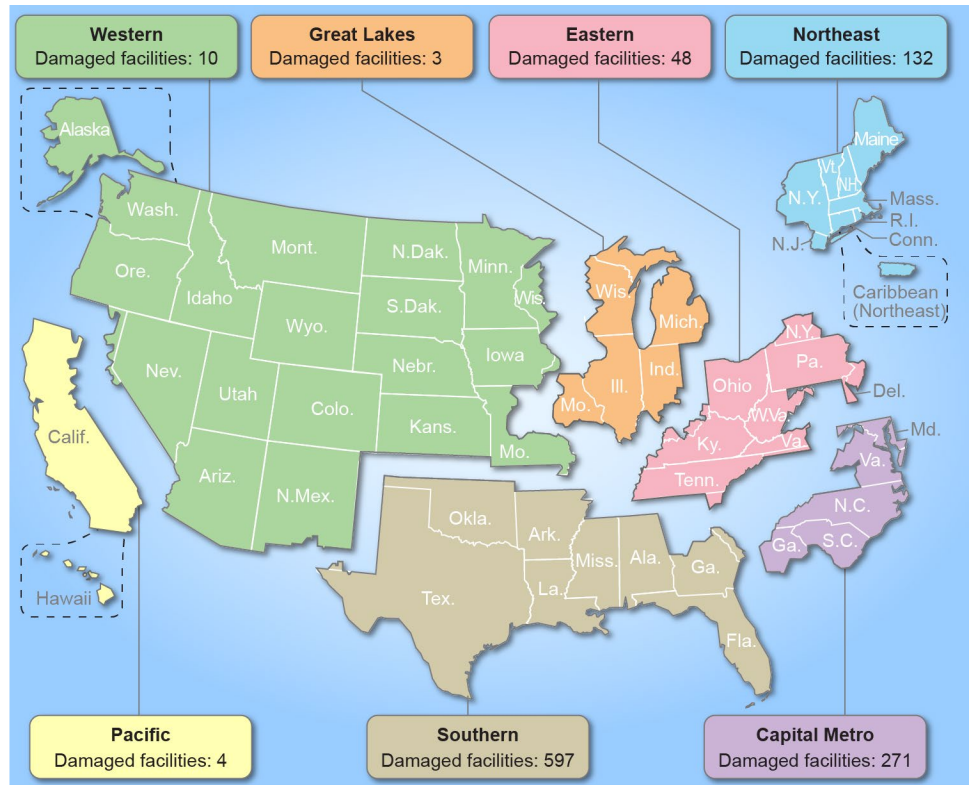 Western
Damaged facilities: 10
Great Lakes
Damaged facilities: 3
Eastern
Damaged facilities: 48
Northeast
Damaged facilities: 132
Alaska
Wash.
Ore.
Idaho
Mont.
Wyo.
N.Dak.
S.Dak.
Nebr.
Kans.
Minn.
Wis.
Iowa
Mo.
Nev.
Utah
Colo.
Ariz.
N.Mex.
Calif.
Hawaii
Wis.
Mich.
Ill.
Ind.
Mo.
N.Y.
Pa.
Ohio
W.Va.
Ky.
Va.
Tenn.
Del.
Maine
Vt.
NH
N.Y.
Mass.
R.I.
Conn.
N.J.
Caribbean
(Northeast)
Md.
Va.
N.C.
S.C.
Ga.
Okla.
Ark.
Tex.
La.
Miss.
Ala.
Ga.
Fla.
Pacific
Damaged facilities: 4
Southern
Damaged facilities: 597
Capital Metro
Damaged facilities: 271